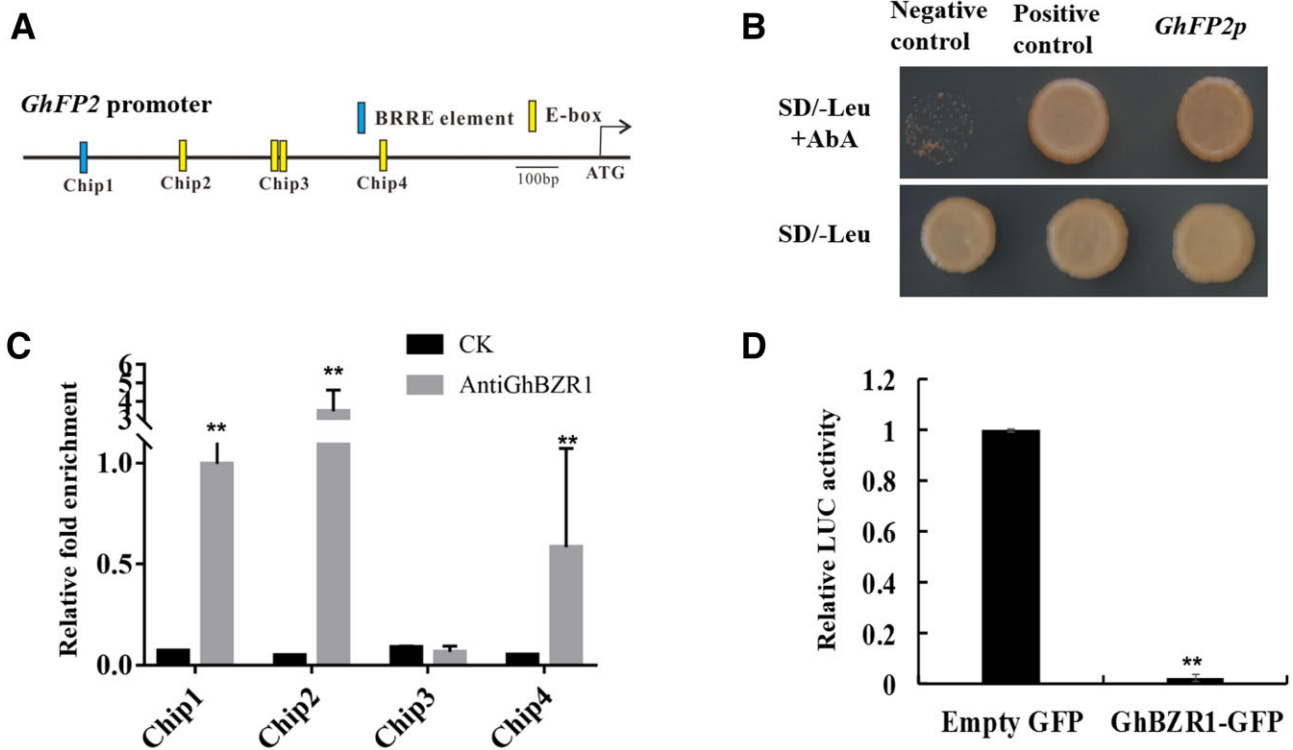 A
GhFP2 promoter
BRRE element
E-box
Chip1
Chip2
Chip3
Chip4
100bp
ATG
B
Negative
control
Positive
control
GhFP2p
SD/-Leu
+AbA
SD/-Leu
C
CK
AntiGhBZR1
Relative fold enrichment
6
5
4
3
1.0
0.5
0.0
**
**
**
Chip1
Chip2
Chip3
Chip4
D
Relative LUC activity
1.2
1
0.8
0.6
0.4
0.2
0
**
Empty GFP
GhBZR1-GFP